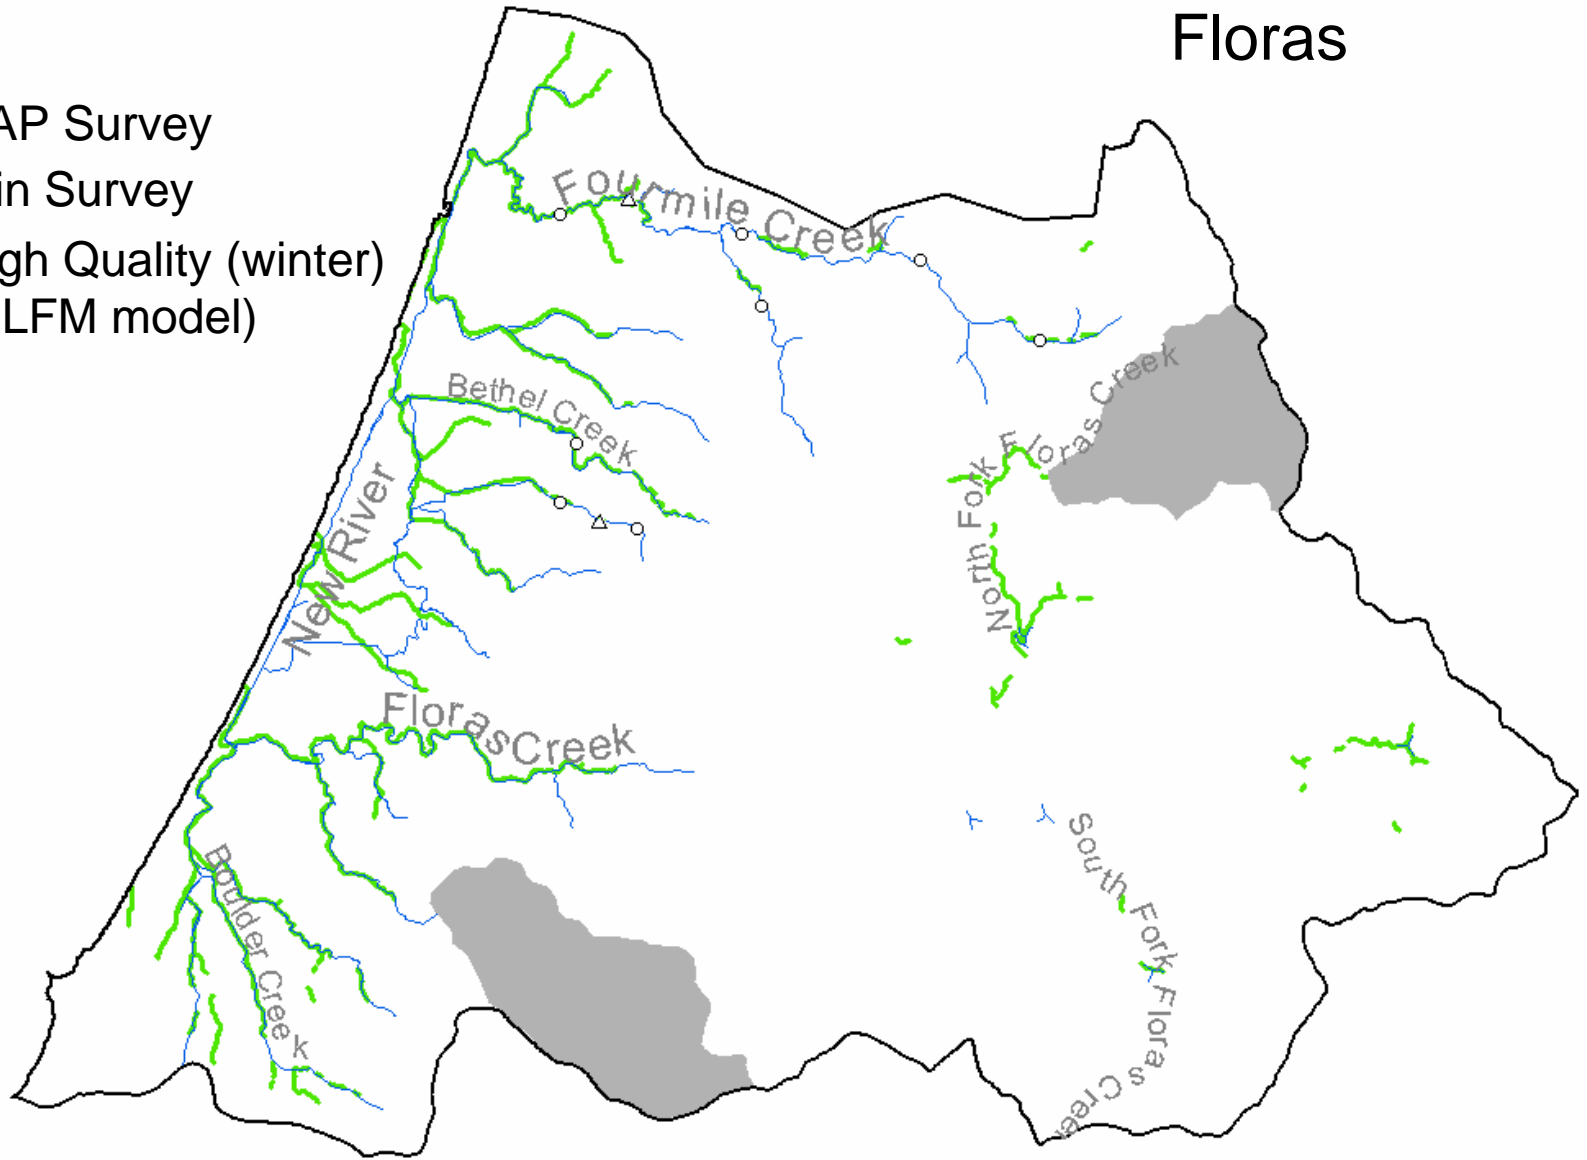 Floras
AP Survey
in Survey
gh Quality (winter)
LFM model)
Fourmile Creek
Bethel Creek
North Fork Floras Creek
New River
Floras Creek
Boulder Creek
South Fork Floras Creek